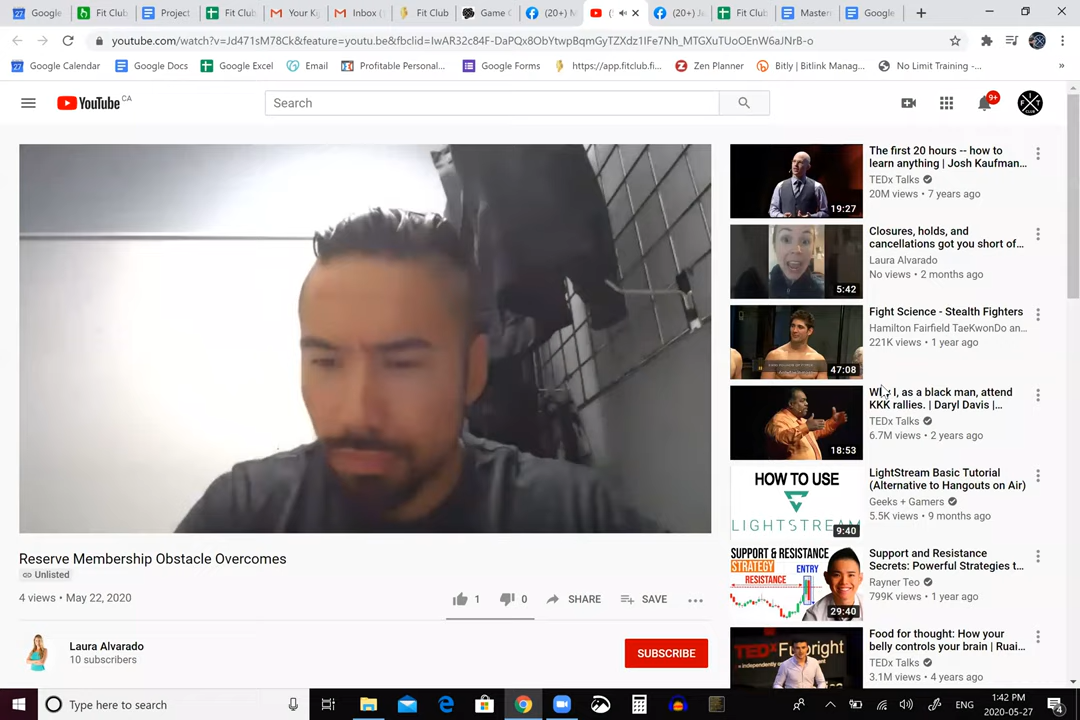 Google
Fit Club
Project
Fit Club
Your Ki
Inbox (
Fit Club
Game C
(20+) M
(20+) Je
Fit Club
Master
Google
youtube.com/watch?v=Jd471sM78Ck&feature=youtu.be&fbclid=IwAR32c84F-DaPQx8ObYtwpBqmGyTZXdz1IFe7Nh_MTGXuTUoOEnW6aJNrB-o
Google Calendar
Google Docs
Google Excel
Email
Profitable Personal...
Google Forms
https://app.fitclub.fi...
Zen Planner
Bitly | Bitlink Manag...
No Limit Training -...
YouTube CA
Search
9+
FIT
CLUB
The first 20 hours -- how to
learn anything | Josh Kaufman...
TEDx Talks
20M views • 7 years ago
19:27
Closures, holds, and
cancellations got you short of...
Laura Alvarado
No views • 2 months ago
5:42
Fight Science - Stealth Fighters
Hamilton Fairfield TaeKwonDo an...
221K views • 1 year ago
47:08
Why I, as a black man, attend
KKK rallies. | Daryl Davis |...
TEDx Talks
6.7M views • 2 years ago
18:53
HOW TO USE
LIGHTSTREAM
9:40
LightStream Basic Tutorial
(Alternative to Hangouts on Air)
Geeks + Gamers
5.5K views • 9 months ago
SUPPORT & RESISTANCE
STRATEGY
ENTRY
RESISTANCE
29:40
Support and Resistance
Secrets: Powerful Strategies t...
Rayner Teo
799K views • 1 year ago
Food for thought: How your
belly controls your brain | Ruai...
TEDx Talks
3.1M views • 4 years ago
Reserve Membership Obstacle Overcomes
Unlisted
4 views • May 22, 2020
1
0
SHARE
SAVE
Laura Alvarado
10 subscribers
SUBSCRIBE
Type here to search
ENG
1:42 PM
2020-05-27
4